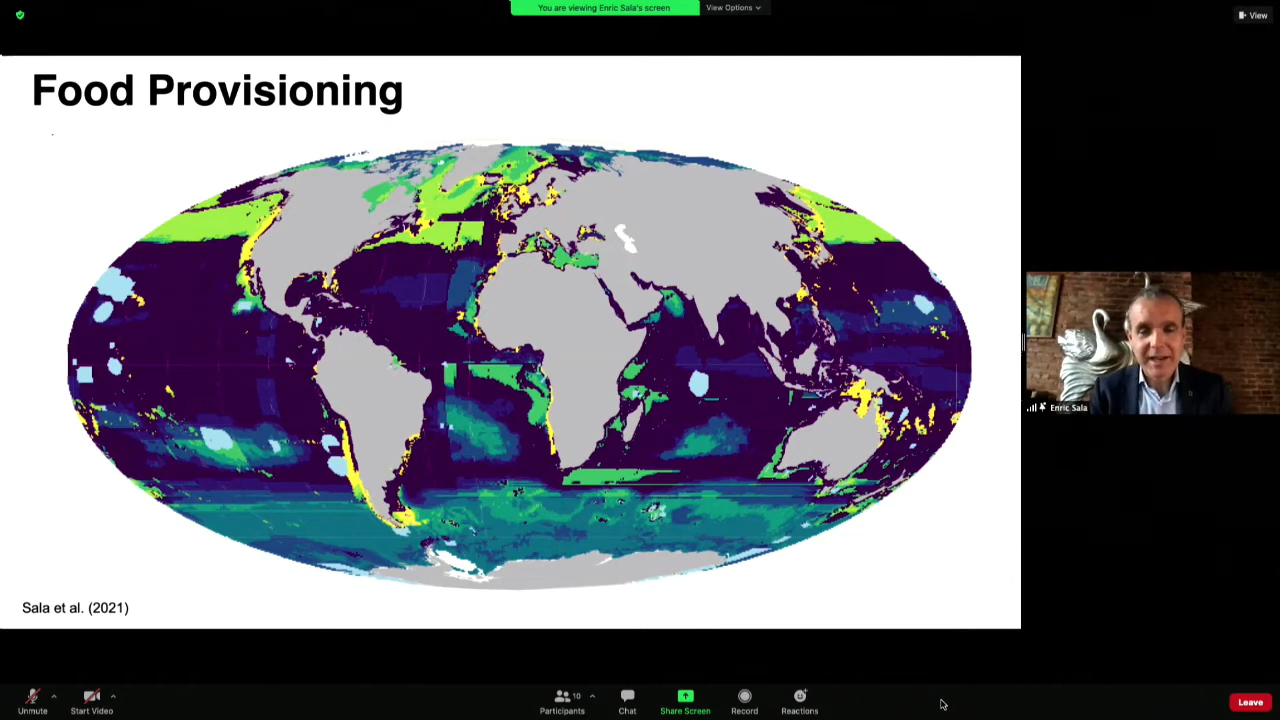 You are viewing Enric Sala's screen
View Options
View
Food Provisioning
Enric Sala
Sala et al. (2021)
Unmute
Start Video
Participants
10
Chat
Share Screen
Record
Reactions
Leave